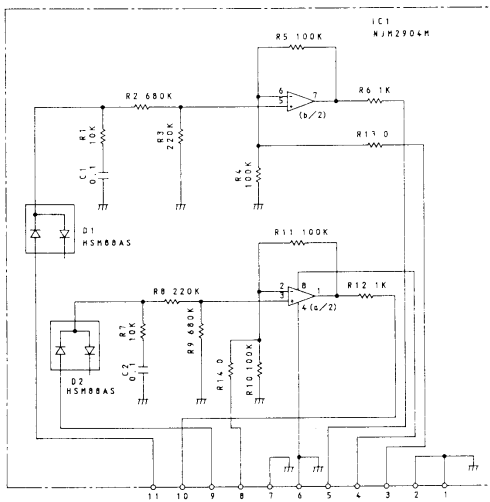 IC1
NJM2904M
R5 100K
R2 680K
6
5
7
(b/2)
R6 1K
R1
10K
R3
220K
R13 0
C1
0.1
R4
100K
D1
HSM88AS
R11 100K
R8 220K
2
3
8
1
4
(a/2)
R12 1K
R7
10K
R9 680K
C2
0.1
R14 0
R10 100K
D2
HSM88AS
11
10
9
8
7
6
5
4
3
2
1